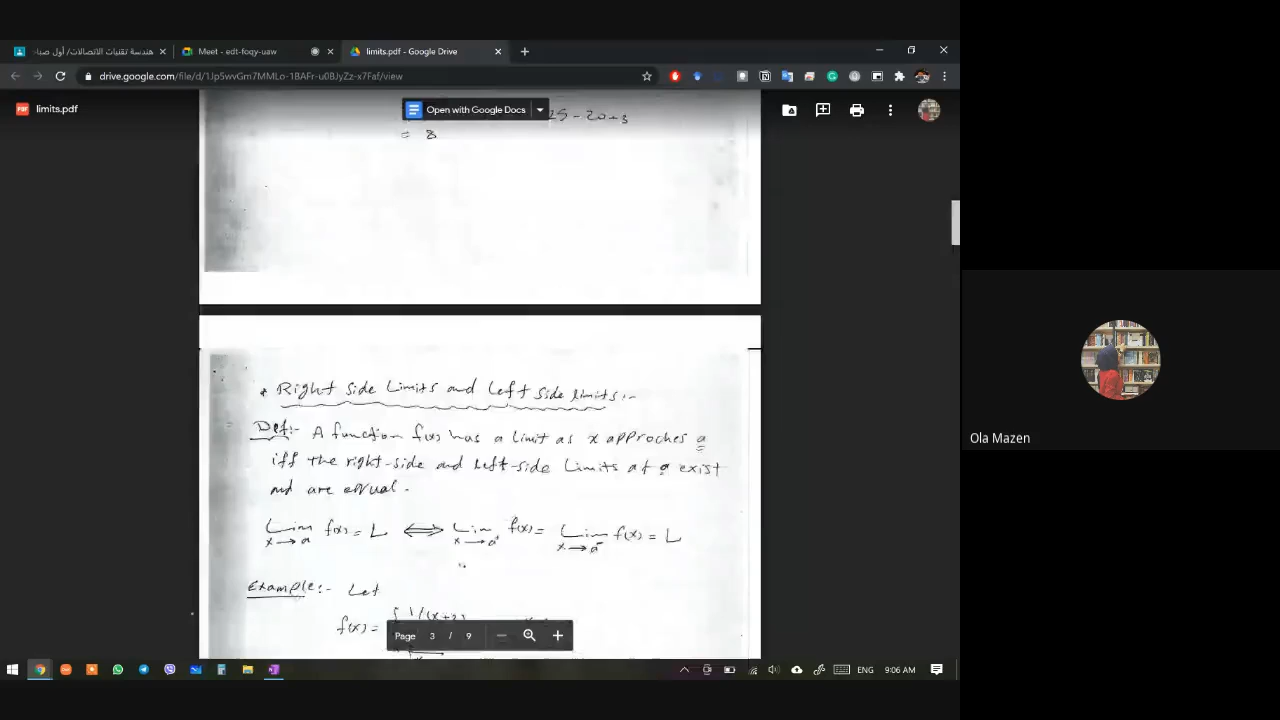 هندسة تقنيات الاتصالات/ أول صبا
Meet - edt-foqy-uaw
limits.pdf - Google Drive
drive.google.com/file/d/1Jp5wvGm7MMLo-1BAFr-u0BJyZz-x7Faf/view
limits.pdf
Open with Google Docs
25 - 20 + 3
= 8
* Right side Limits and Left side limits:-
Def:- A function f(x) has a limit as x approches a
iff the right-side and left-side Limits at a exist
and are equal.
Lim x→a f(x) = L ⟺ Lim x→a⁺ f(x) = Lim x→a⁻ f(x) = L
Example:- Let
f(x) = { 1/(x+2)
Page 3 / 9
Ola Mazen
ENG 9:06 AM